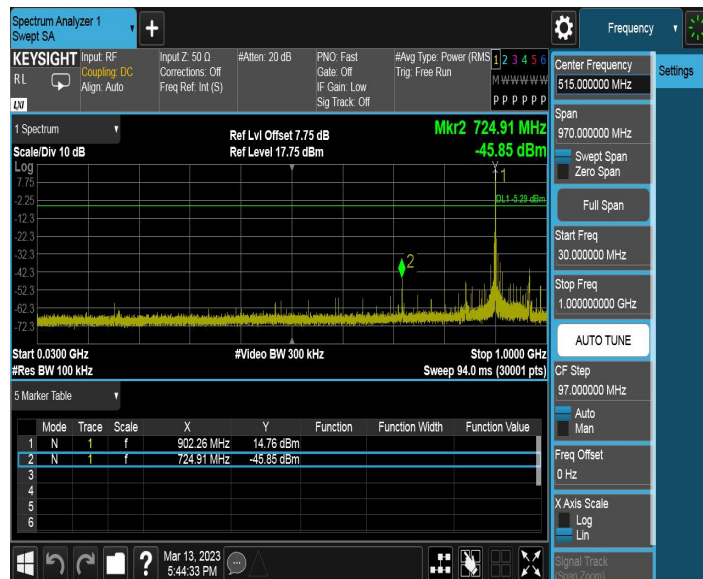 Spectrum Analyzer 1
Swept SA
+
Frequency
KEYSIGHT
RL
LXI
Input: RF
Coupling: DC
Align: Auto
Input Z: 50 Ω
Corrections: Off
Freq Ref: Int (S)
#Atten: 20 dB
PNO: Fast
Gate: Off
IF Gain: Low
Sig Track: Off
#Avg Type: Power (RMS
Trig: Free Run
1 2 3 4 5 6
M W W W W W
P P P P P P
1 Spectrum
Scale/Div 10 dB
Ref Lvl Offset 7.75 dB
Ref Level 17.75 dBm
Mkr2 724.91 MHz
-45.85 dBm
Log
7.75
-2.25
-12.3
-22.3
-32.3
-42.3
-52.3
-62.3
-72.3
1
DL1 -5.29 dBm
2
Start 0.0300 GHz
#Res BW 100 kHz
#Video BW 300 kHz
Stop 1.0000 GHz
Sweep 94.0 ms (30001 pts)
5 Marker Table
Mode Trace Scale X Y Function Function Width Function Value
1 N 1 f 902.26 MHz 14.76 dBm
2 N 1 f 724.91 MHz -45.85 dBm
3
4
5
6
?
Mar 13, 2023
5:44:33 PM
Center Frequency
515.000000 MHz
Settings
Span
970.000000 MHz
Swept Span
Zero Span
Full Span
Start Freq
30.000000 MHz
Stop Freq
1.000000000 GHz
AUTO TUNE
CF Step
97.000000 MHz
Auto
Man
Freq Offset
0 Hz
X Axis Scale
Log
Lin
Signal Track
(Span Zoom)